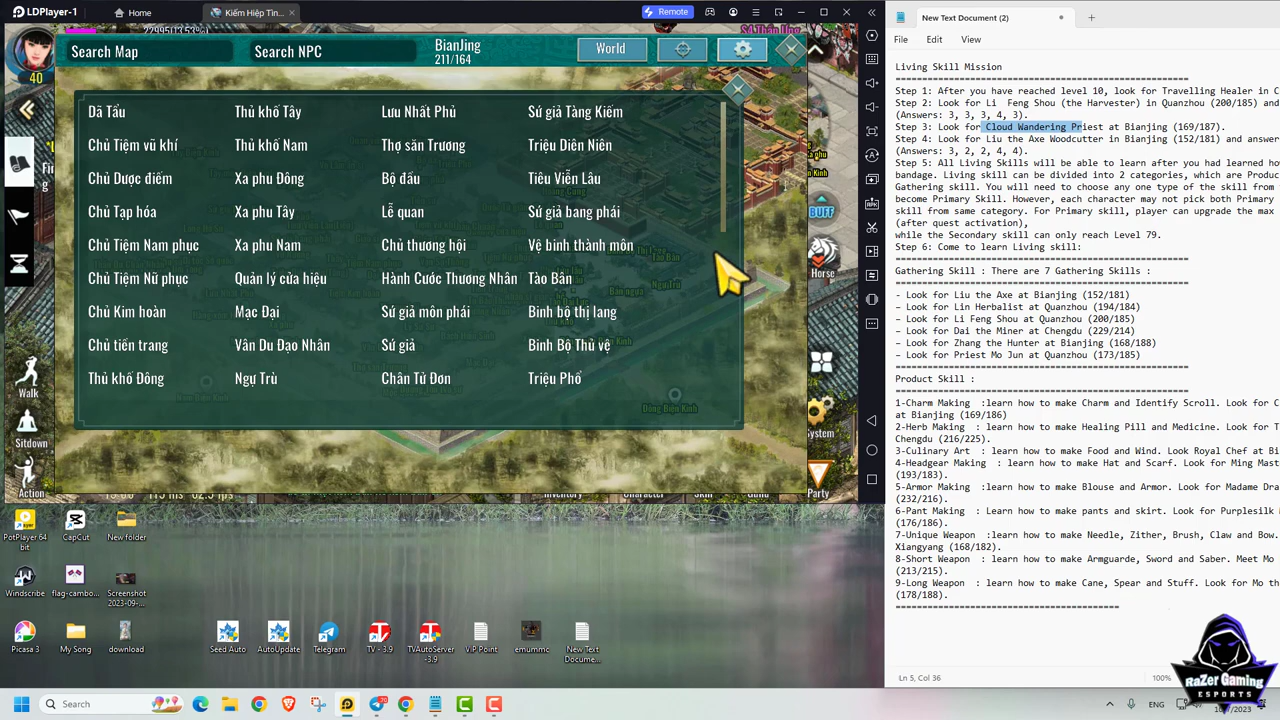 LDPlayer-1
Home
Kiếm Hiệp Tìn...
Remote
22995(13.53%)
40
Search Map
Search NPC
BianJing
211/164
World
Dã Tẩu
Thủ khố Tây
Lưu Nhất Phủ
Sứ giả Tàng Kiếm
Chủ Tiệm vũ khí
Thủ khố Nam
Thợ săn Trương
Triệu Diên Niên
Chủ Dược điếm
Xa phu Đông
Bộ đầu
Tiêu Viễn Lâu
Chủ Tạp hóa
Xa phu Tây
Lễ quan
Sứ giả bang phái
Chủ Tiệm Nam phục
Xa phu Nam
Chủ thương hội
Vệ binh thành môn
Chủ Tiệm Nữ phục
Quản lý cửa hiệu
Hành Cước Thương Nhân
Tào Bân
Chủ Kim hoàn
Mạc Đại
Sứ giả môn phái
Binh bộ thị lang
Chủ tiền trang
Vân Du Đạo Nhân
Sứ giả
Binh Bộ Thủ vệ
Thủ khố Đông
Ngự Trù
Chân Tử Đơn
Triệu Phổ
Đông Biện Kinh
Walk
Sitdown
Action
BUFF
Horse
System
Party
Inventory
Character
Skill
Guild
PotPlayer 64
bit
CapCut
New folder
Windscribe
flag-cambo...
Screenshot
2023-09-...
Picasa 3
My Song
download
Seed Auto
AutoUpdate
Telegram
TV - 3.9
TVAutoServer
-3.9
V.P Point
emummc
New Text
Docume...
Search
New Text Document (2)
File
Edit
View
Living Skill Mission
=================================================
Step 1: After you have reached level 10, look for Travelling Healer in C
Step 2: Look for Li  Feng Shou (the Harvester) in Quanzhou (200/185) and
(Answers: 3, 3, 3, 4, 3).
Step 3: Look for Cloud Wandering Priest at Bianjing (169/187).
Step 4: Look for Liu the Axe Woodcutter in Bianjing (152/181) and answer
(Answers: 3, 2, 2, 4, 4).
Step 5: All Living Skills will be able to learn after you had learned ho
bandage. Living skill can be divided into 2 categories, which are Produc
Gathering skill. You will need to choose any one type of the skill from
become Primary Skill. However, each character may not pick both Primary
skill from same category. For Primary skill, player can upgrade the max
(after quest activation),
while the Secondary skill can only reach Level 79.
Step 6: Come to learn Living skill:
=================================================
Gathering Skill : There are 7 Gathering Skills :
=================================================
- Look for Liu the Axe at Bianjing (152/181)
- Look for Lin Herbalist at Quanzhou (194/184)
- Look for Li Feng Shou at Quanzhou (200/185)
- Look for Dai the Miner at Chengdu (229/214)
- Look for Zhang the Hunter at Bianjing (168/188)
- Look for Priest Mo Jun at Quanzhou (173/185)
=================================================
Product Skill :
=================================================
1-Charm Making  :learn how to make Charm and Identify Scroll. Look for C
at Bianjing (169/186)
2-Herb Making  : learn how to make Healing Pill and Medicine. Look for D
Chengdu (216/225).
3-Culinary Art  : learn how to make Food and Wind. Look Royal Chef at Bi
4-Headgear Making  : learn how to make Hat and Scarf. Look for Ming Mast
(193/183).
5-Armor Making  : learn how to make Blouse and Armor. Look for Madame Dra
(232/216).
6-Pant Making  : learn how to make pants and skirt. Look for Purplesilk M
(176/186).
7-Unique Weapon  :learn how to make Needle, Zither, Brush, Claw and Bow.
Xiangyang (168/182).
8-Short Weapon  : learn how to make Armguarde, Sword and Saber. Meet Mo
(213/215).
9-Long Weapon  : learn how to make Cane, Spear and Stuff. Look for Mo th
(178/188).
=====================================
Ln 5, Col 36
100%
ENG
RaZer Gaming
ESPORTS